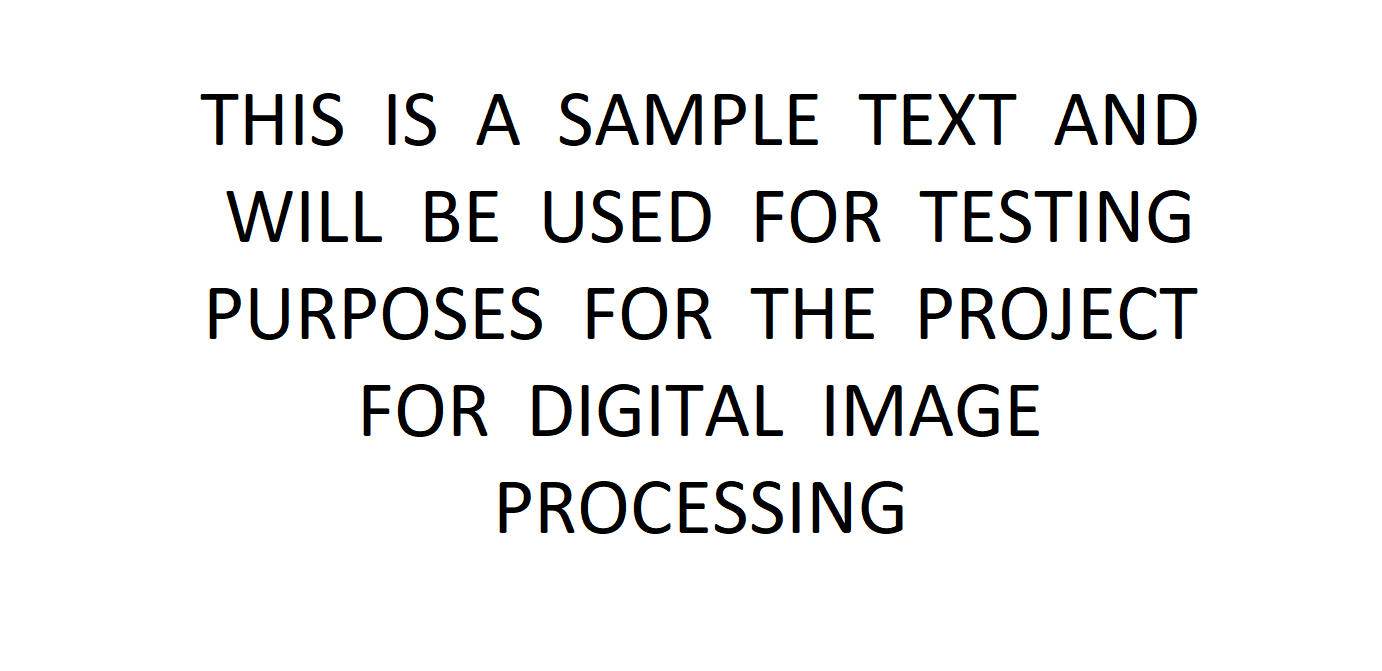 THIS IS A SAMPLE TEXT AND
WILL BE USED FOR TESTING
PURPOSES FOR THE PROJECT
FOR DIGITAL IMAGE
PROCESSING